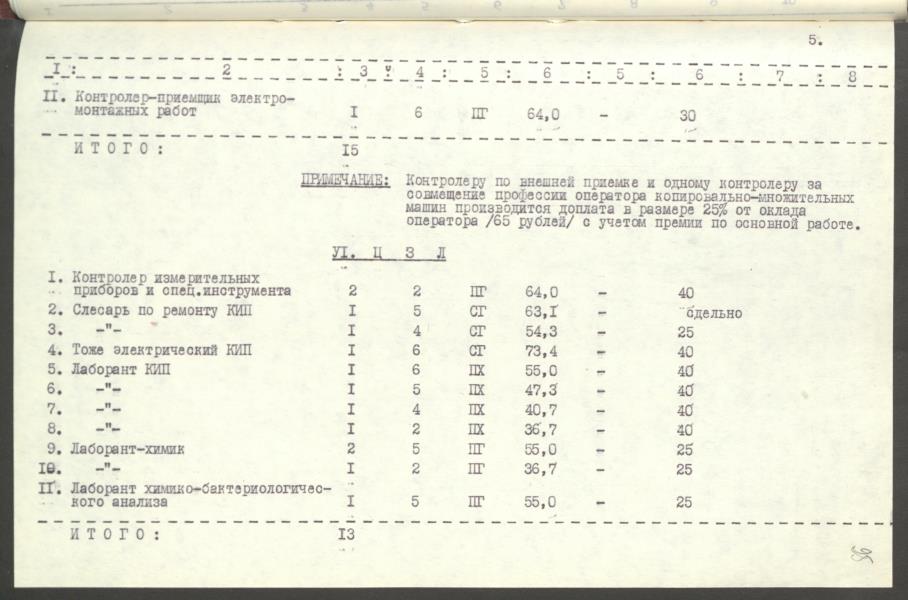 5.
I : 2 : 3 : 4 : 5 : 6 : 5 : 6 : 7 : 8
II. Контролер-приемщик электро-
монтажных работ I 6 ПГ 64,0 - 30
И Т О Г О : I5
ПРИМЕЧАНИЕ: Контролеру по внешней приемке и одному контролеру за
совмещение профессии оператора копировально-множительных
машин производится доплата в размере 25% от оклада
оператора /65 рублей/ с учетом премии по основной работе.
УI. Ц З Л
I. Контролер измерительных
приборов и спец.инструмента 2 2 ПГ 64,0 - 40
2. Слесарь по ремонту КИП I 5 СГ 63,I - сдельно
3. -"- I 4 СГ 54,3 - 25
4. Тоже электрический КИП I 6 СГ 73,4 - 40
5. Лаборант КИП I 6 ПХ 55,0 - 40
6. -"- I 5 ПХ 47,3 - 40
7. -"- I 4 ПХ 40,7 - 40
8. -"- I 2 ПХ 36,7 - 40
9. Лаборант-химик 2 5 ПГ 55,0 - 25
I0. -"- I 2 ПГ 36,7 - 25
II. Лаборант химико-бактериологичес-
кого анализа I 5 ПГ 55,0 - 25
И Т О Г О : I3